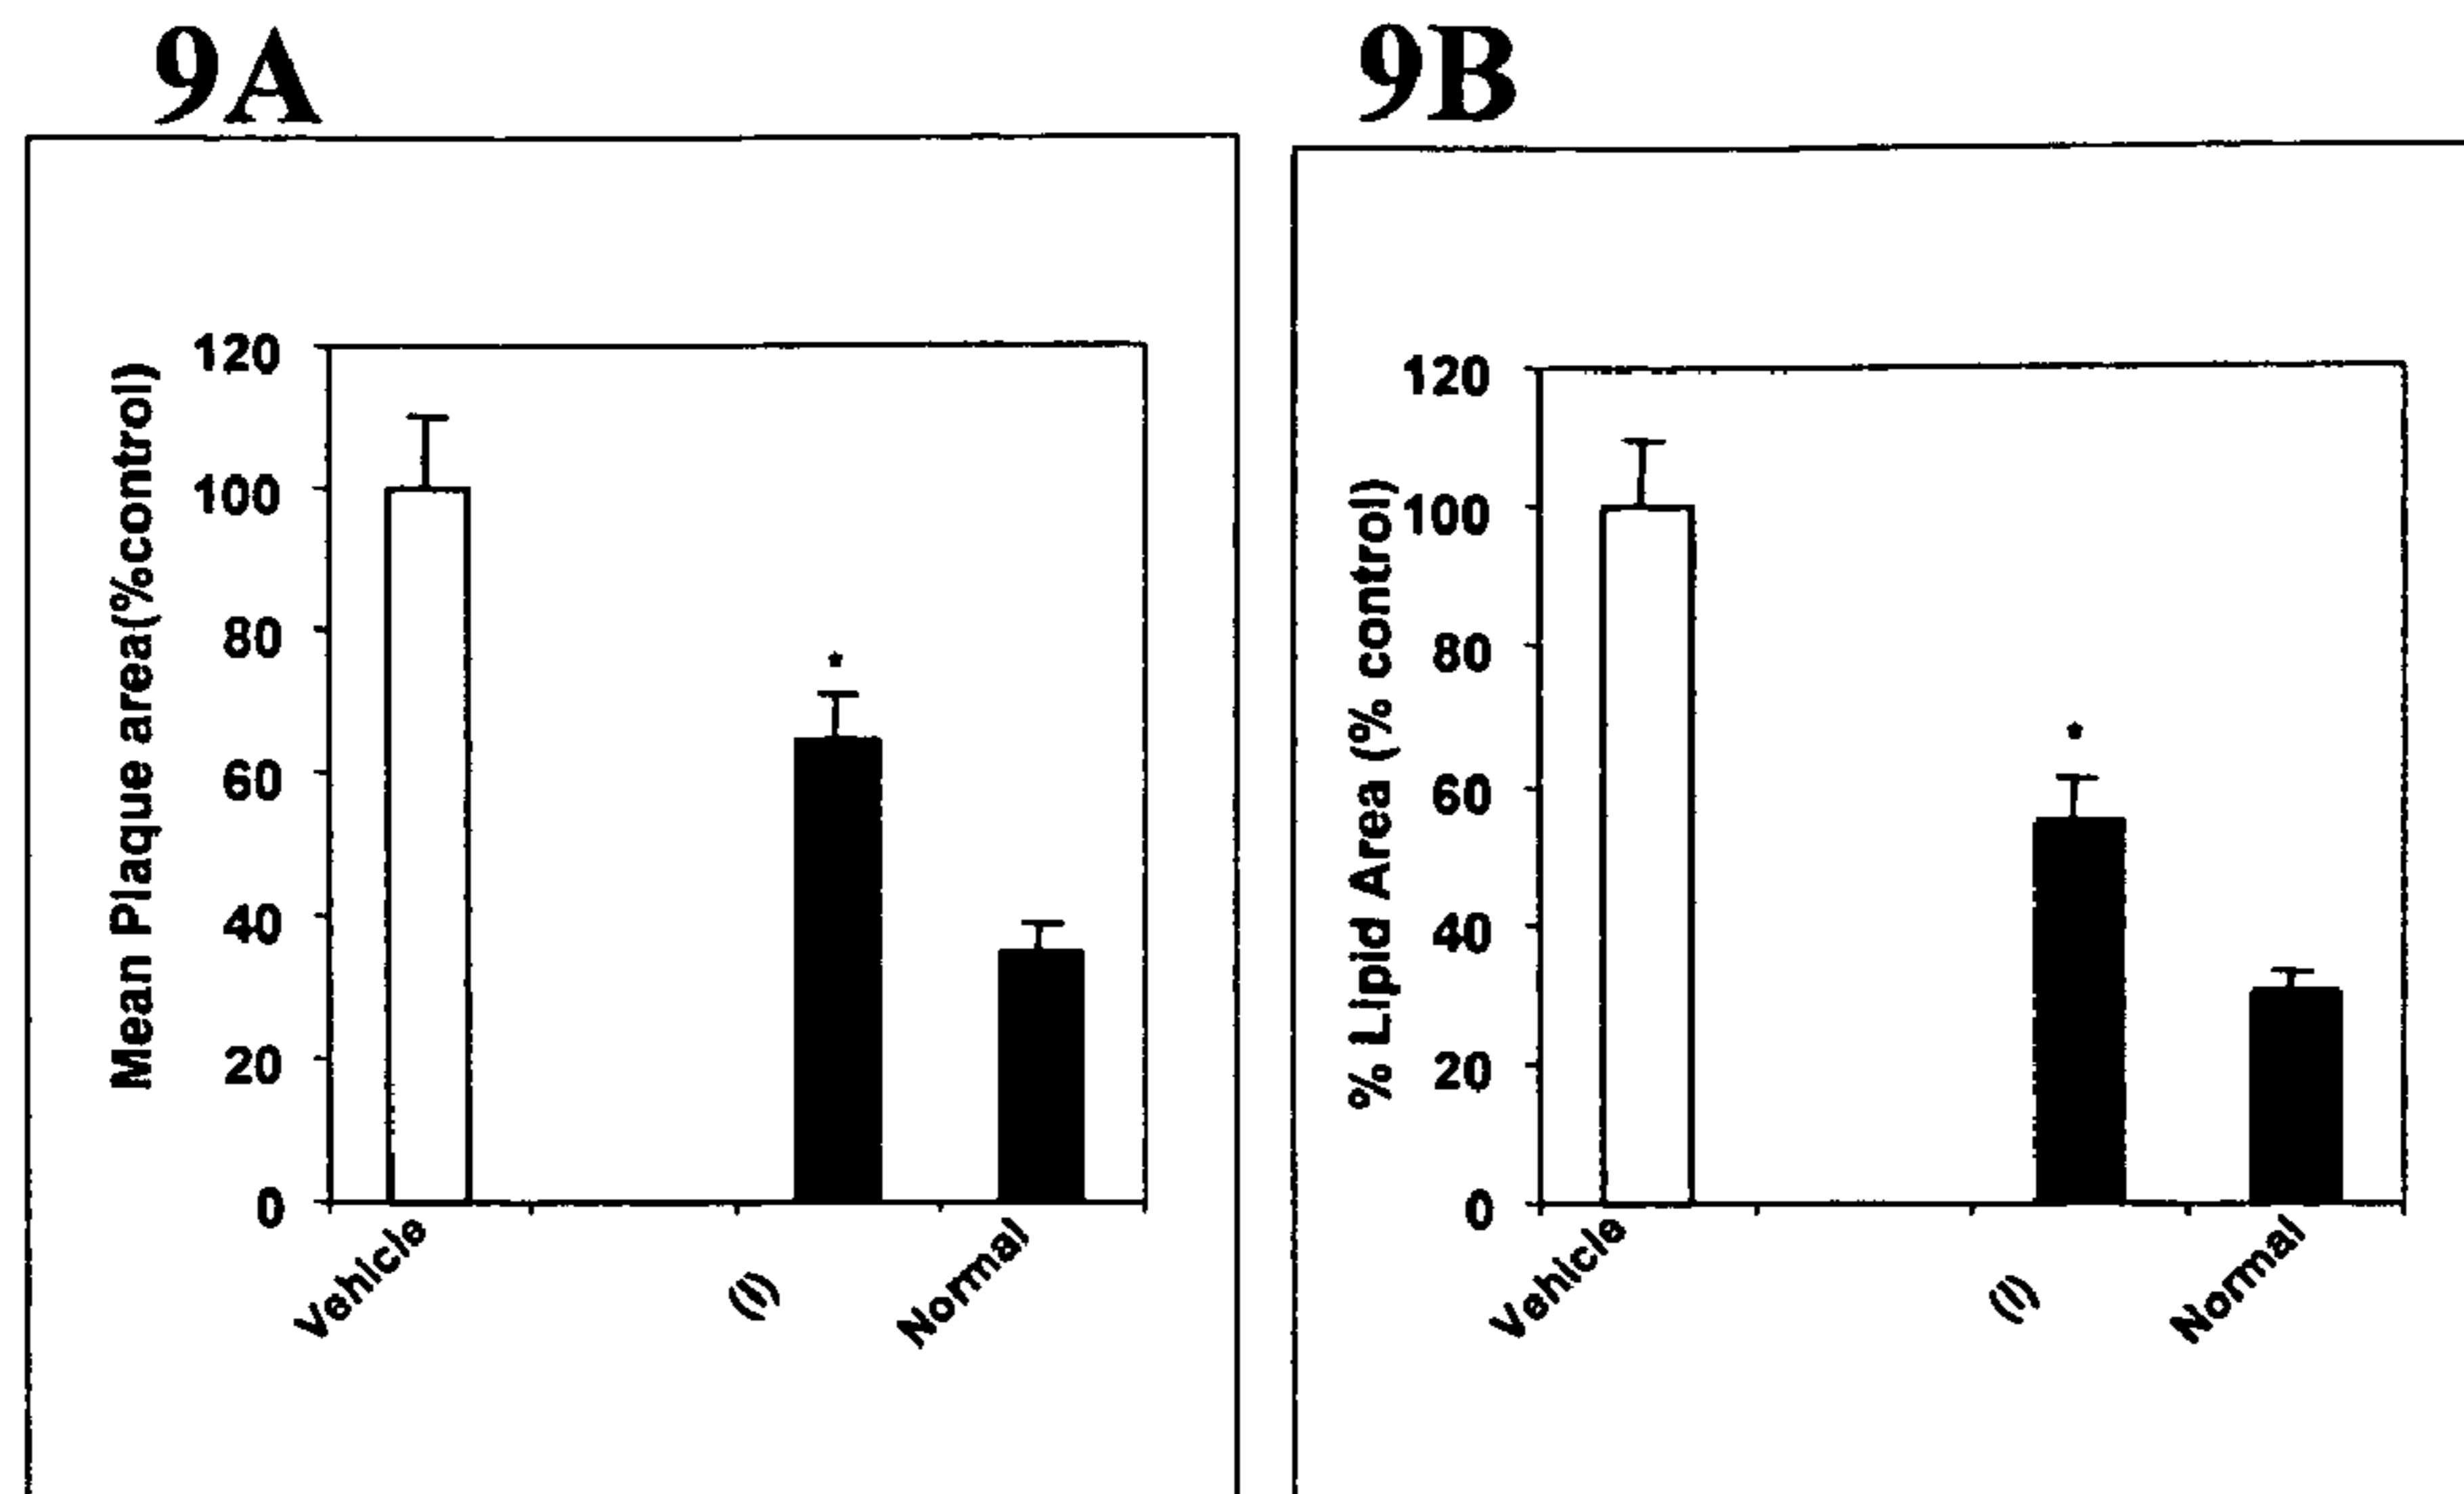 9A
Mean Plaque area(%control)
120
100
80
60
40
20
0
*
Vehicle
(I)
Normal
9B
% Lipid Area (% control)
120
100
80
60
40
20
0
*
Vehicle
(I)
Normal